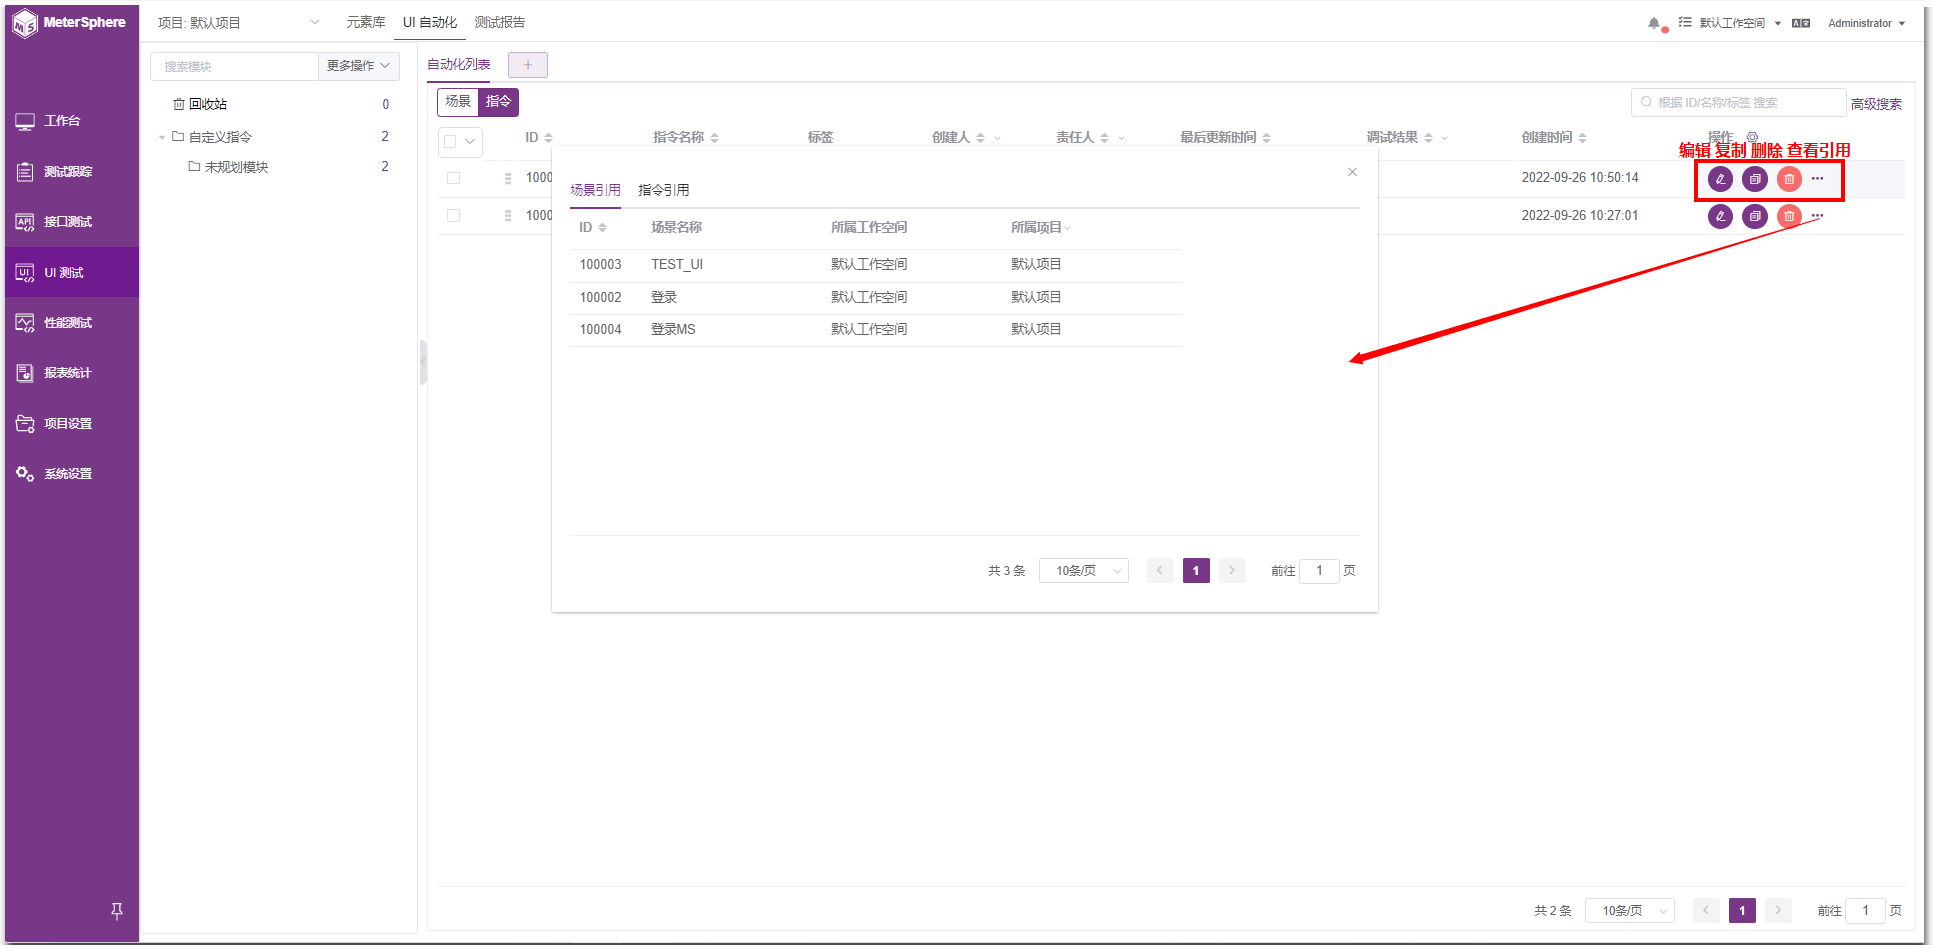 MeterSphere
项目: 默认项目
元素库 UI 自动化 测试报告
默认工作空间
Administrator
工作台
测试跟踪
接口测试
UI 测试
性能测试
报表统计
项目设置
系统设置
搜索模块 更多操作
回收站 0
自定义指令 2
未规划模块 2
自动化列表 +
场景 指令
根据 ID/名称/标签 搜索 高级搜索
ID 指令名称 标签 创建人 责任人 最后更新时间 调试结果 创建时间 操作
编辑 复制 删除 查看引用
1000 2022-09-26 10:50:14
1000 2022-09-26 10:27:01
场景引用 指令引用
ID 场景名称 所属工作空间 所属项目
100003 TEST_UI 默认工作空间 默认项目
100002 登录 默认工作空间 默认项目
100004 登录MS 默认工作空间 默认项目
共 3 条 10条/页 1 前往 1 页
共 2 条 10条/页 1 前往 1 页